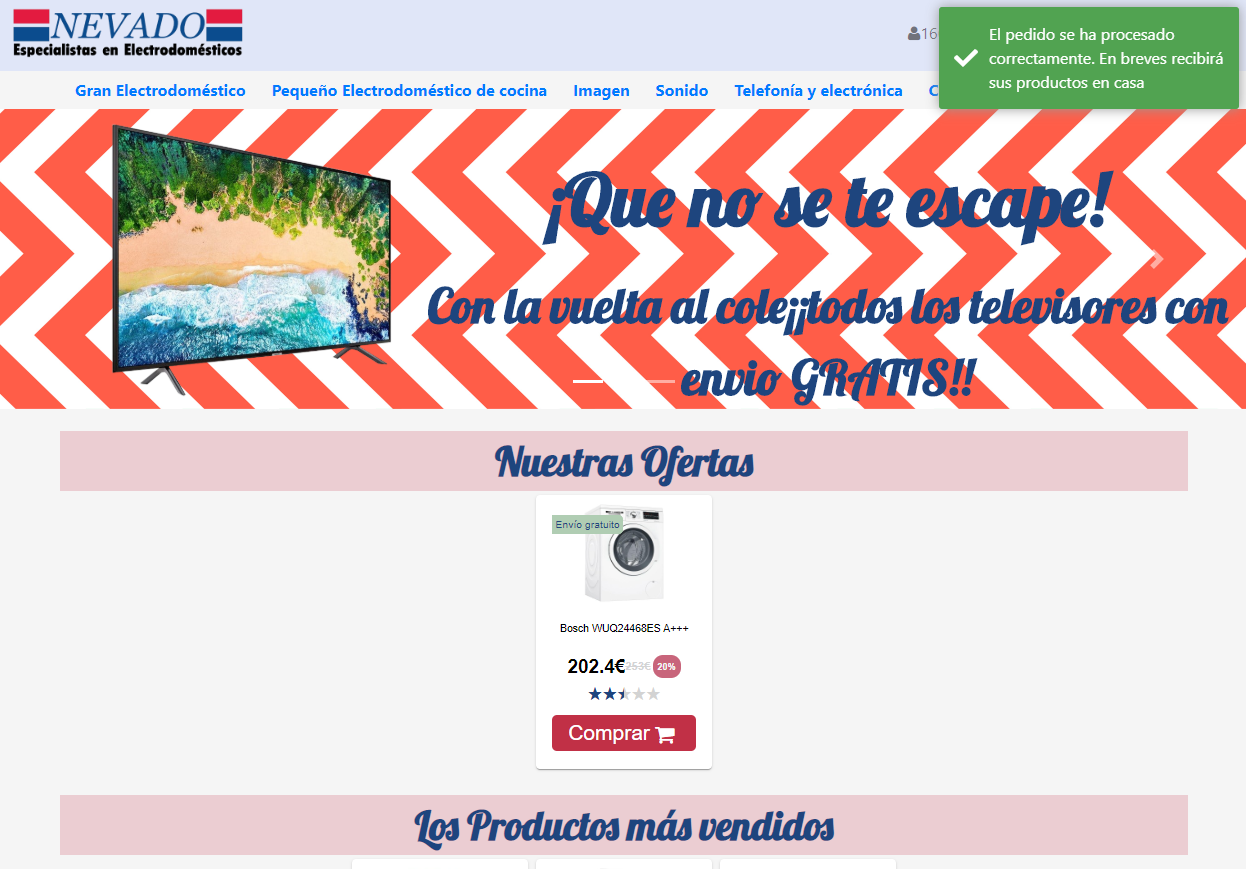 NEVADO
Especialistas en Electrodomésticos
El pedido se ha procesado
correctamente. En breves recibirá
sus productos en casa
Gran Electrodoméstico
Pequeño Electrodoméstico de cocina
Imagen
Sonido
Telefonía y electrónica
¡Que no se te escape!
Con la vuelta al cole¡¡todos los televisores con
envio GRATIS!!
Nuestras Ofertas
Envío gratuito
Bosch WUQ24468ES A+++
202.4€ 253€ 20%
Comprar
Los Productos más vendidos